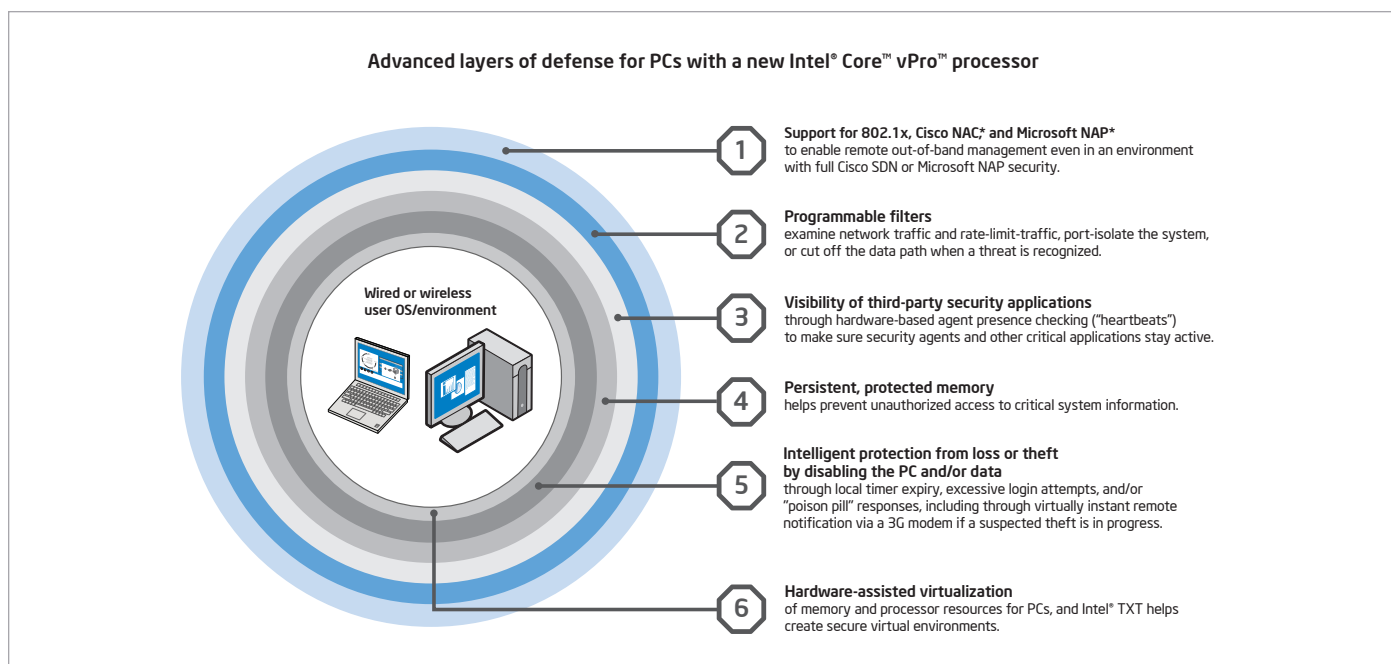 Advanced layers of defense for PCs with a new Intel® Core™ vPro™ processor
Wired or wireless
user OS/environment
1
Support for 802.1x, Cisco NAC,* and Microsoft NAP*
to enable remote out-of-band management even in an environment
with full Cisco SDN or Microsoft NAP security.
2
Programmable filters
examine network traffic and rate-limit-traffic, port-isolate the system,
or cut off the data path when a threat is recognized.
3
Visibility of third-party security applications
through hardware-based agent presence checking (“heartbeats”)
to make sure security agents and other critical applications stay active.
4
Persistent, protected memory
helps prevent unauthorized access to critical system information.
5
Intelligent protection from loss or theft
by disabling the PC and/or data
through local timer expiry, excessive login attempts, and/or
"poison pill" responses, including through virtually instant remote
notification via a 3G modem if a suspected theft is in progress.
6
Hardware-assisted virtualization
of memory and processor resources for PCs, and Intel® TXT helps
create secure virtual environments.